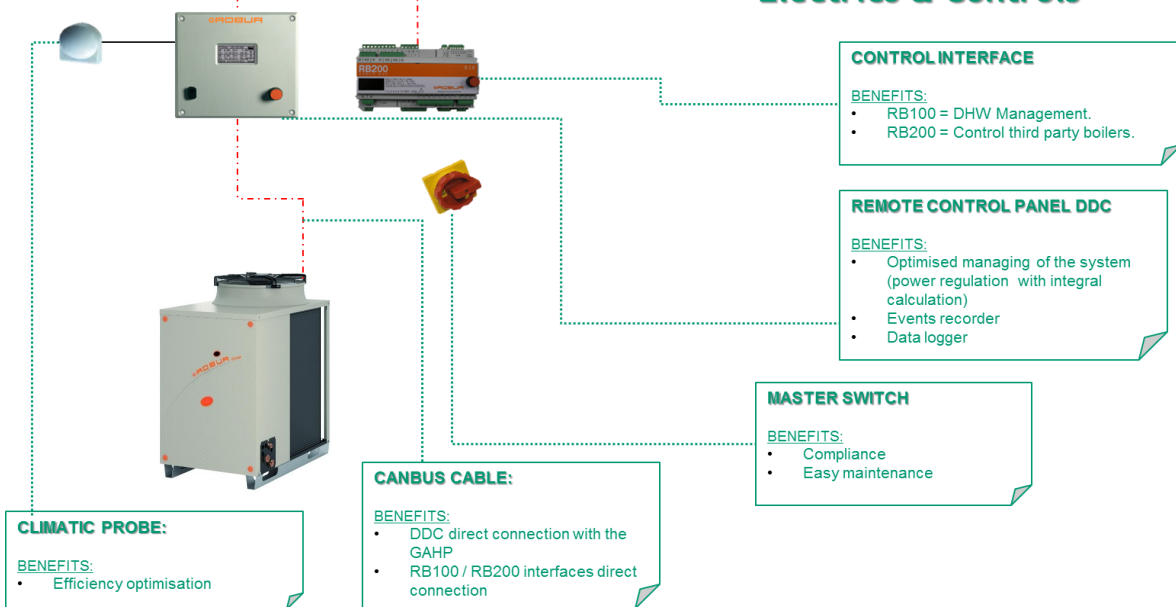 Electrics & Controls
ROBUR
RB200
ROBUR
CONTROL INTERFACE
BENEFITS:
• RB100 = DHW Management.
• RB200 = Control third party boilers.
REMOTE CONTROL PANEL DDC
BENEFITS:
• Optimised managing of the system
(power regulation with integral
calculation)
• Events recorder
• Data logger
ROBUR
MASTER SWITCH
BENEFITS:
• Compliance
• Easy maintenance
CANBUS CABLE:
BENEFITS:
• DDC direct connection with the
GAHP
• RB100 / RB200 interfaces direct
connection
CLIMATIC PROBE:
BENEFITS:
• Efficiency optimisation